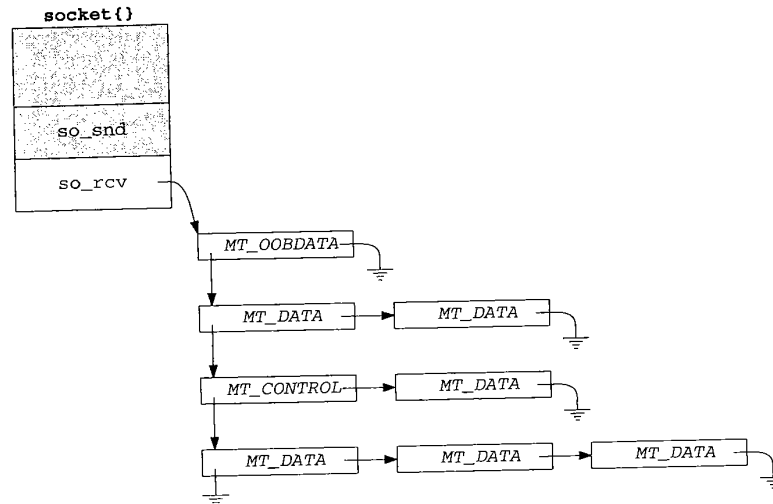 socket{}
so_snd
so_rcv
MT_OOBDATA
MT_DATA MT_DATA
MT_CONTROL MT_DATA
MT_DATA MT_DATA MT_DATA